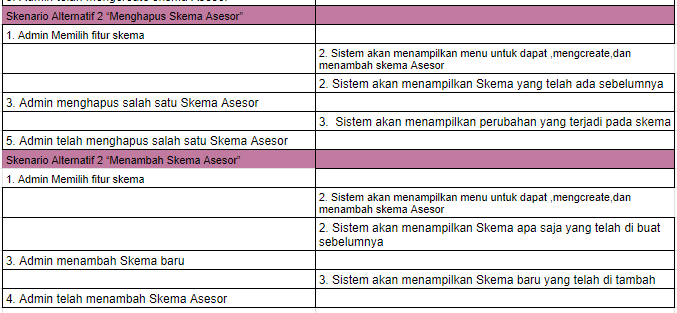 Skenario Alternatif 2 "Menghapus Skema Asesor"
1. Admin Memilih fitur skema
2. Sistem akan menampilkan menu untuk dapat ,mengcreate,dan
menambah skema Asesor
2. Sistem akan menampilkan Skema yang telah ada sebelumnya
3. Admin menghapus salah satu Skema Asesor
3.  Sistem akan menampilkan perubahan yang terjadi pada skema
5. Admin telah menghapus salah satu Skema Asesor
Skenario Alternatif 2 "Menambah Skema Asesor"
1. Admin Memilih fitur skema
2. Sistem akan menampilkan menu untuk dapat ,mengcreate,dan
menambah skema Asesor
2. Sistem akan menampilkan Skema apa saja yang telah di buat
sebelumnya
3. Admin menambah Skema baru
3. Sistem akan menampilkan Skema baru yang telah di tambah
4. Admin telah menambah Skema Asesor